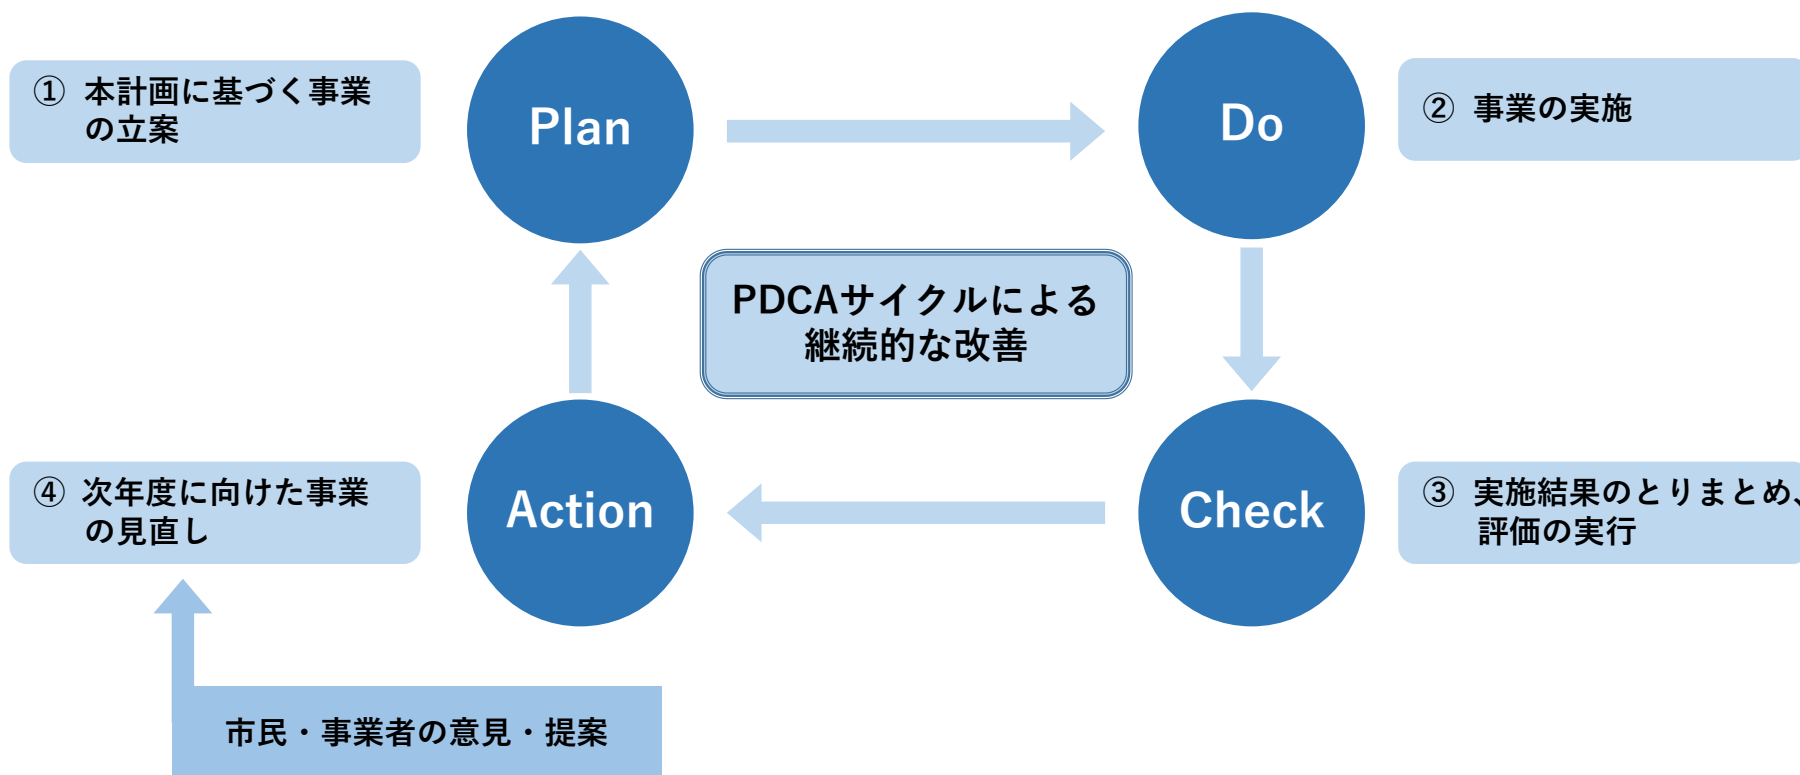 ① 本計画に基づく事業
の立案
Plan
Do
② 事業の実施
PDCAサイクルによる
継続的な改善
④ 次年度に向けた事業
の見直し
Action
Check
③ 実施結果のとりまとめ、
評価の実行
市民・事業者の意見・提案